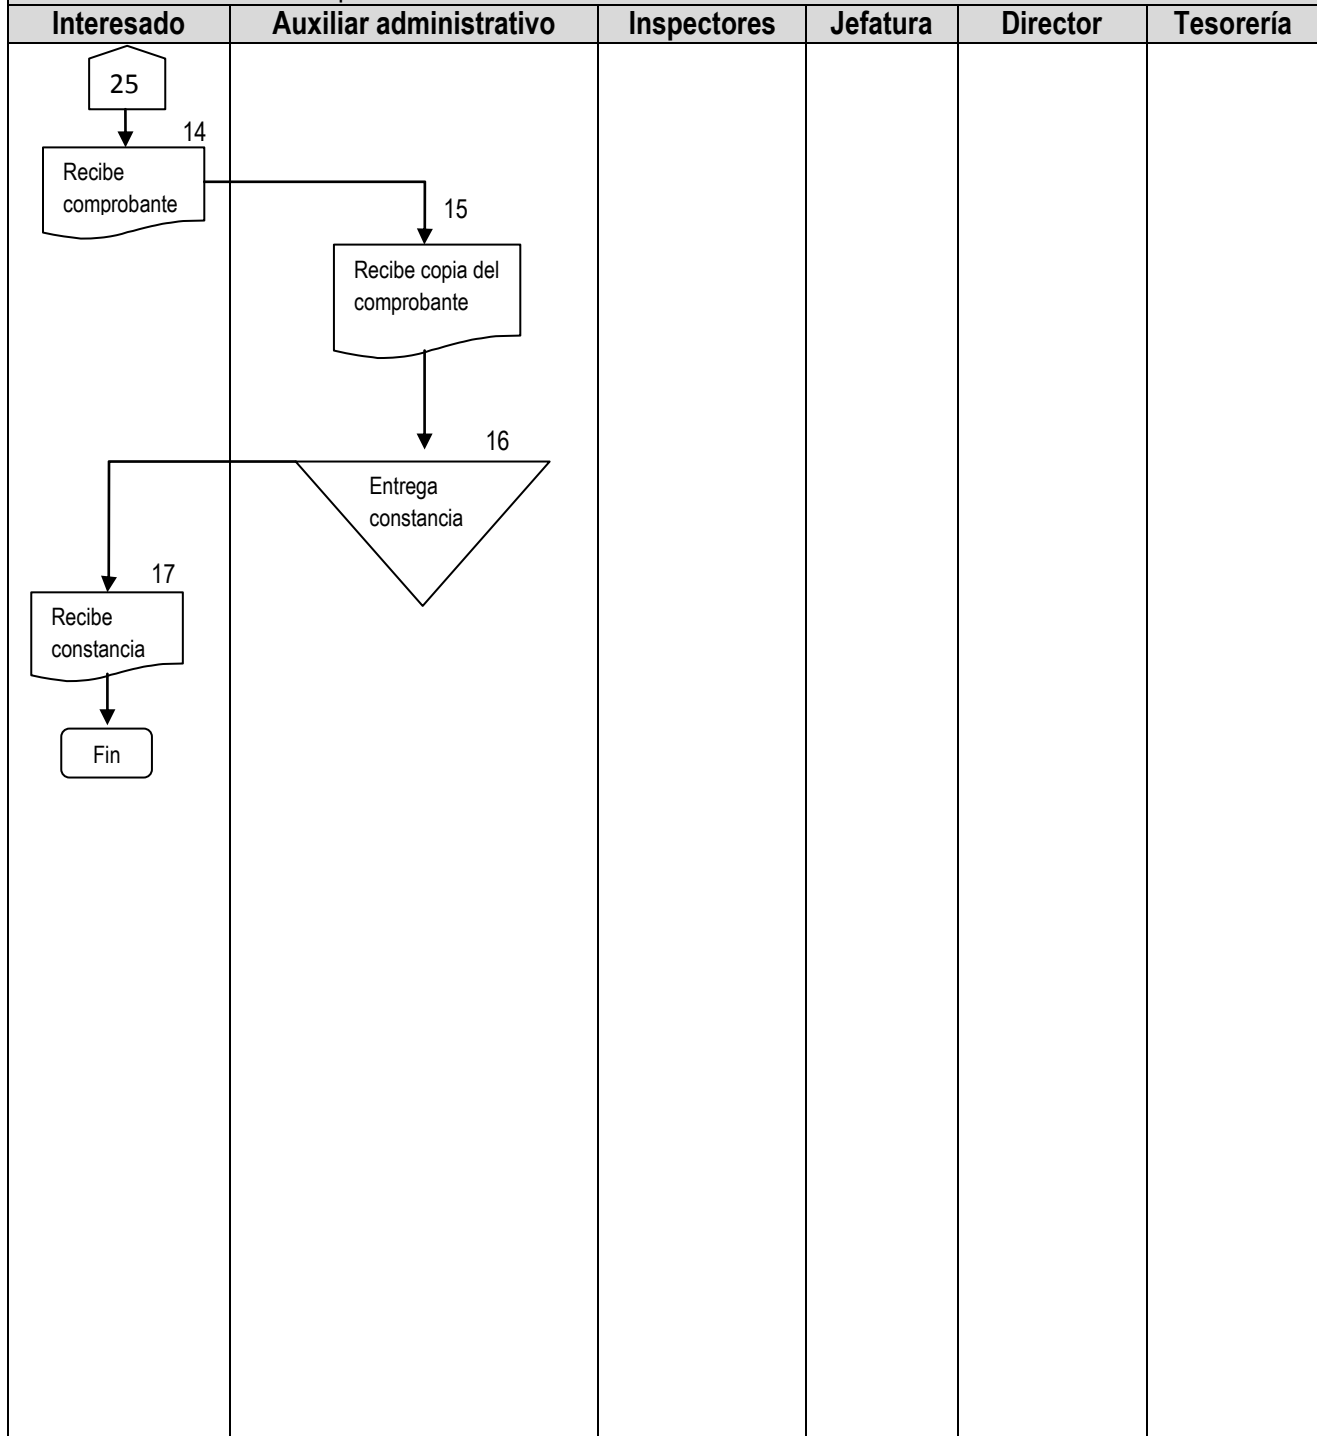 Interesado Auxiliar administrativo Inspectores Jefatura Director Tesorería
25
14
Recibe
comprobante
15
Recibe copia del
comprobante
16
Entrega
constancia
17
Recibe
constancia
Fin